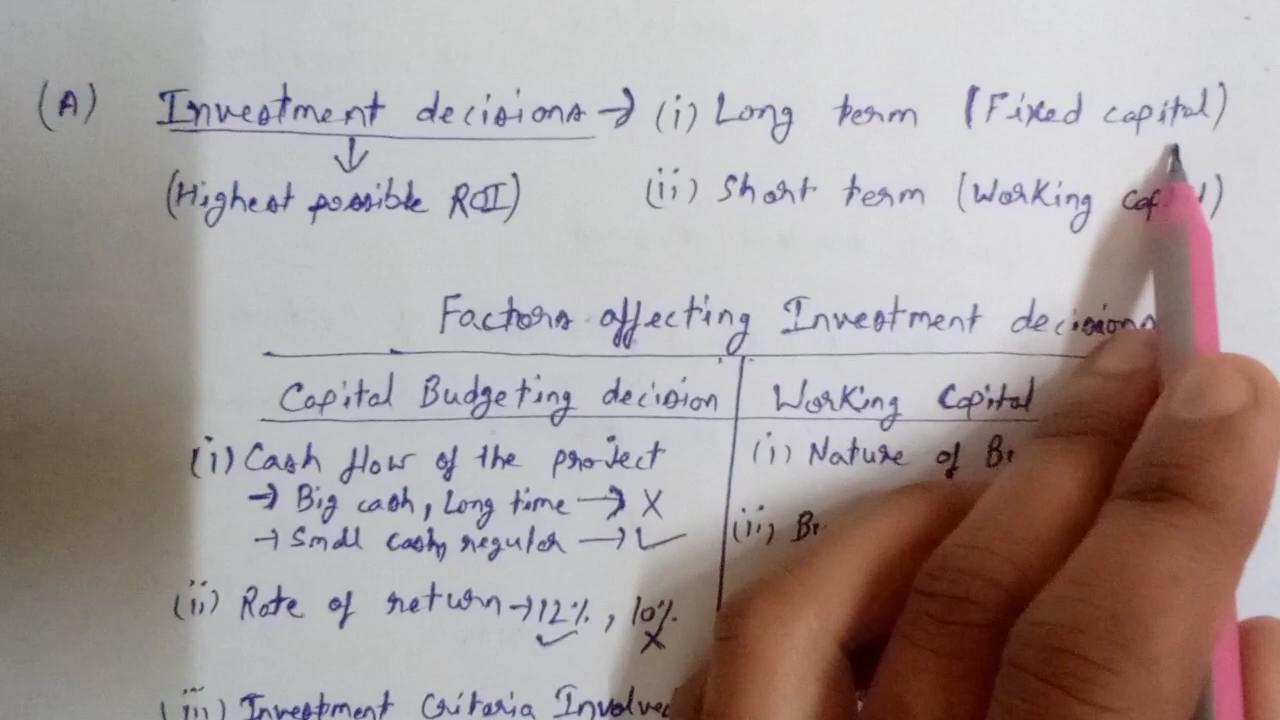 (A) Investment decisions → (i) Long term (Fixed capital)
↓
(Highest possible ROI) (ii) Short term (Working
Factors affecting Investment decisions
Capital Budgeting decision
(i) Cash flow of the project
→ Big cash, Long time → X
→ Small cash, regular → ✓
(ii) Rate of return → 12%, 10%
✓ X
(iii) Investment Criteria Involved
Working Capital
(i) Nature of
(ii)